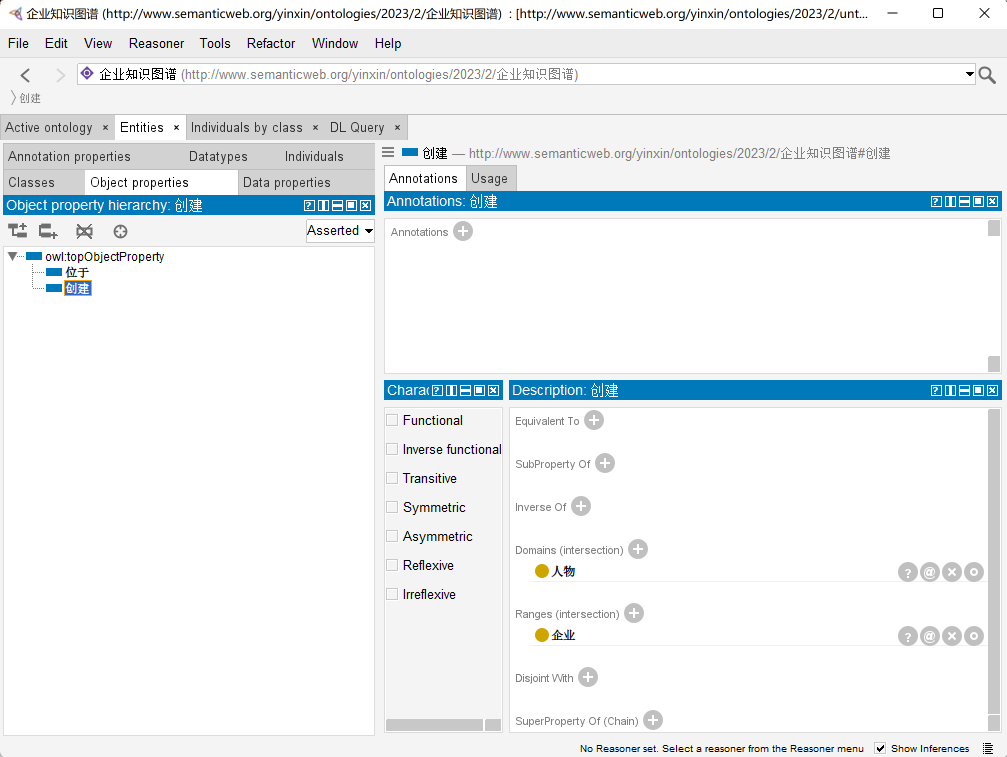 企业知识图谱 (http://www.semanticweb.org/yinxin/ontologies/2023/2/企业知识图谱) : [http://www.semanticweb.org/yinxin/ontologies/2023/2/unt...
File Edit View Reasoner Tools Refactor Window Help
企业知识图谱 (http://www.semanticweb.org/yinxin/ontologies/2023/2/企业知识图谱)
〉创建
Active ontology × Entities × Individuals by class × DL Query ×
Annotation properties Datatypes Individuals
Classes Object properties Data properties
Object property hierarchy: 创建
Asserted
owl:topObjectProperty
位于
创建
创建 — http://www.semanticweb.org/yinxin/ontologies/2023/2/企业知识图谱#创建
Annotations Usage
Annotations: 创建
Annotations
Charac
Functional
Inverse functional
Transitive
Symmetric
Asymmetric
Reflexive
Irreflexive
Description: 创建
Equivalent To
SubProperty Of
Inverse Of
Domains (intersection)
人物
Ranges (intersection)
企业
Disjoint With
SuperProperty Of (Chain)
No Reasoner set. Select a reasoner from the Reasoner menu Show Inferences